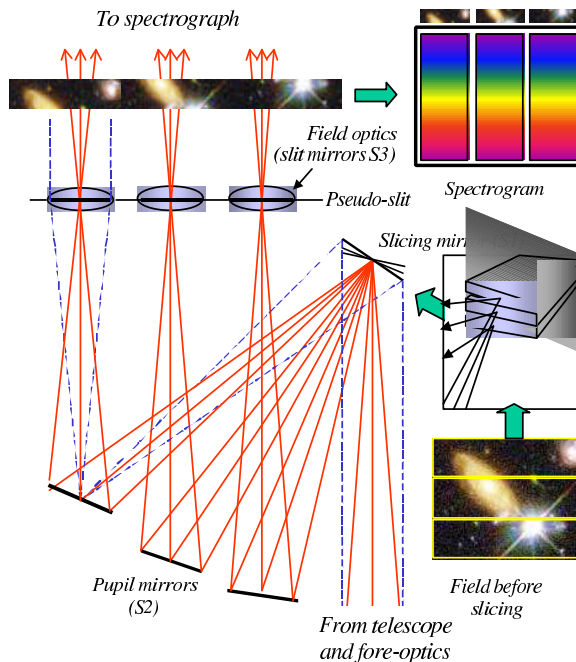 To spectrograph
Field optics
(slit mirrors S3)
Pseudo-slit
Spectrogram
Slicing mirror (S1)
Pupil mirrors
(S2)
Field before
slicing
From telescope
and fore-optics